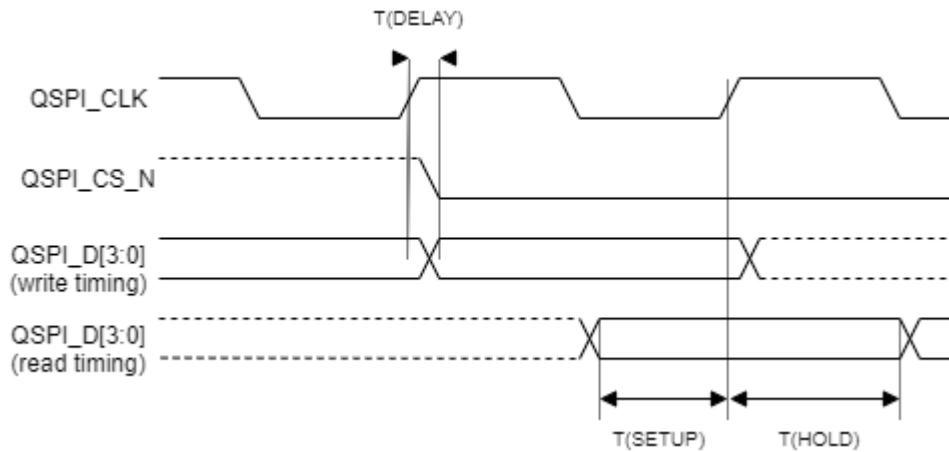 T(DELAY)
QSPI_CLK
QSPI_CS_N
QSPI_D[3:0]
(write timing)
QSPI_D[3:0]
(read timing)
T(SETUP)
T(HOLD)